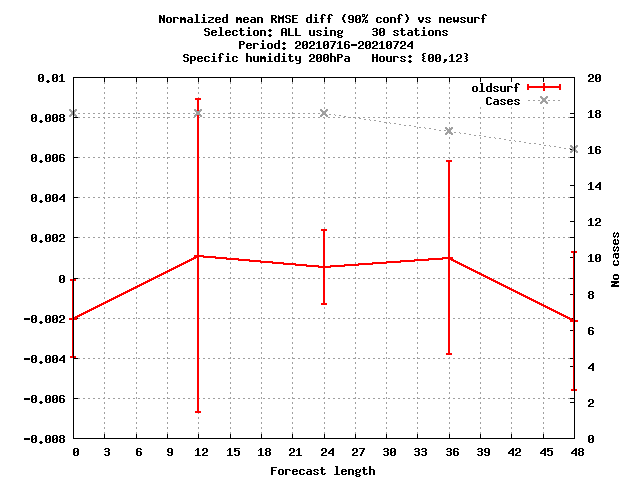 Normalized mean RMSE diff (90% conf) vs newsurf
Selection: ALL using    30 stations
Period: 20210716-20210724
Specific humidity 200hPa   Hours: {00,12}
oldsurf
Cases
0.01
0.008
0.006
0.004
0.002
0
-0.002
-0.004
-0.006
-0.008
20
18
16
14
12
10
8
6
4
2
0
No cases
0 3 6 9 12 15 18 21 24 27 30 33 36 39 42 45 48
Forecast length